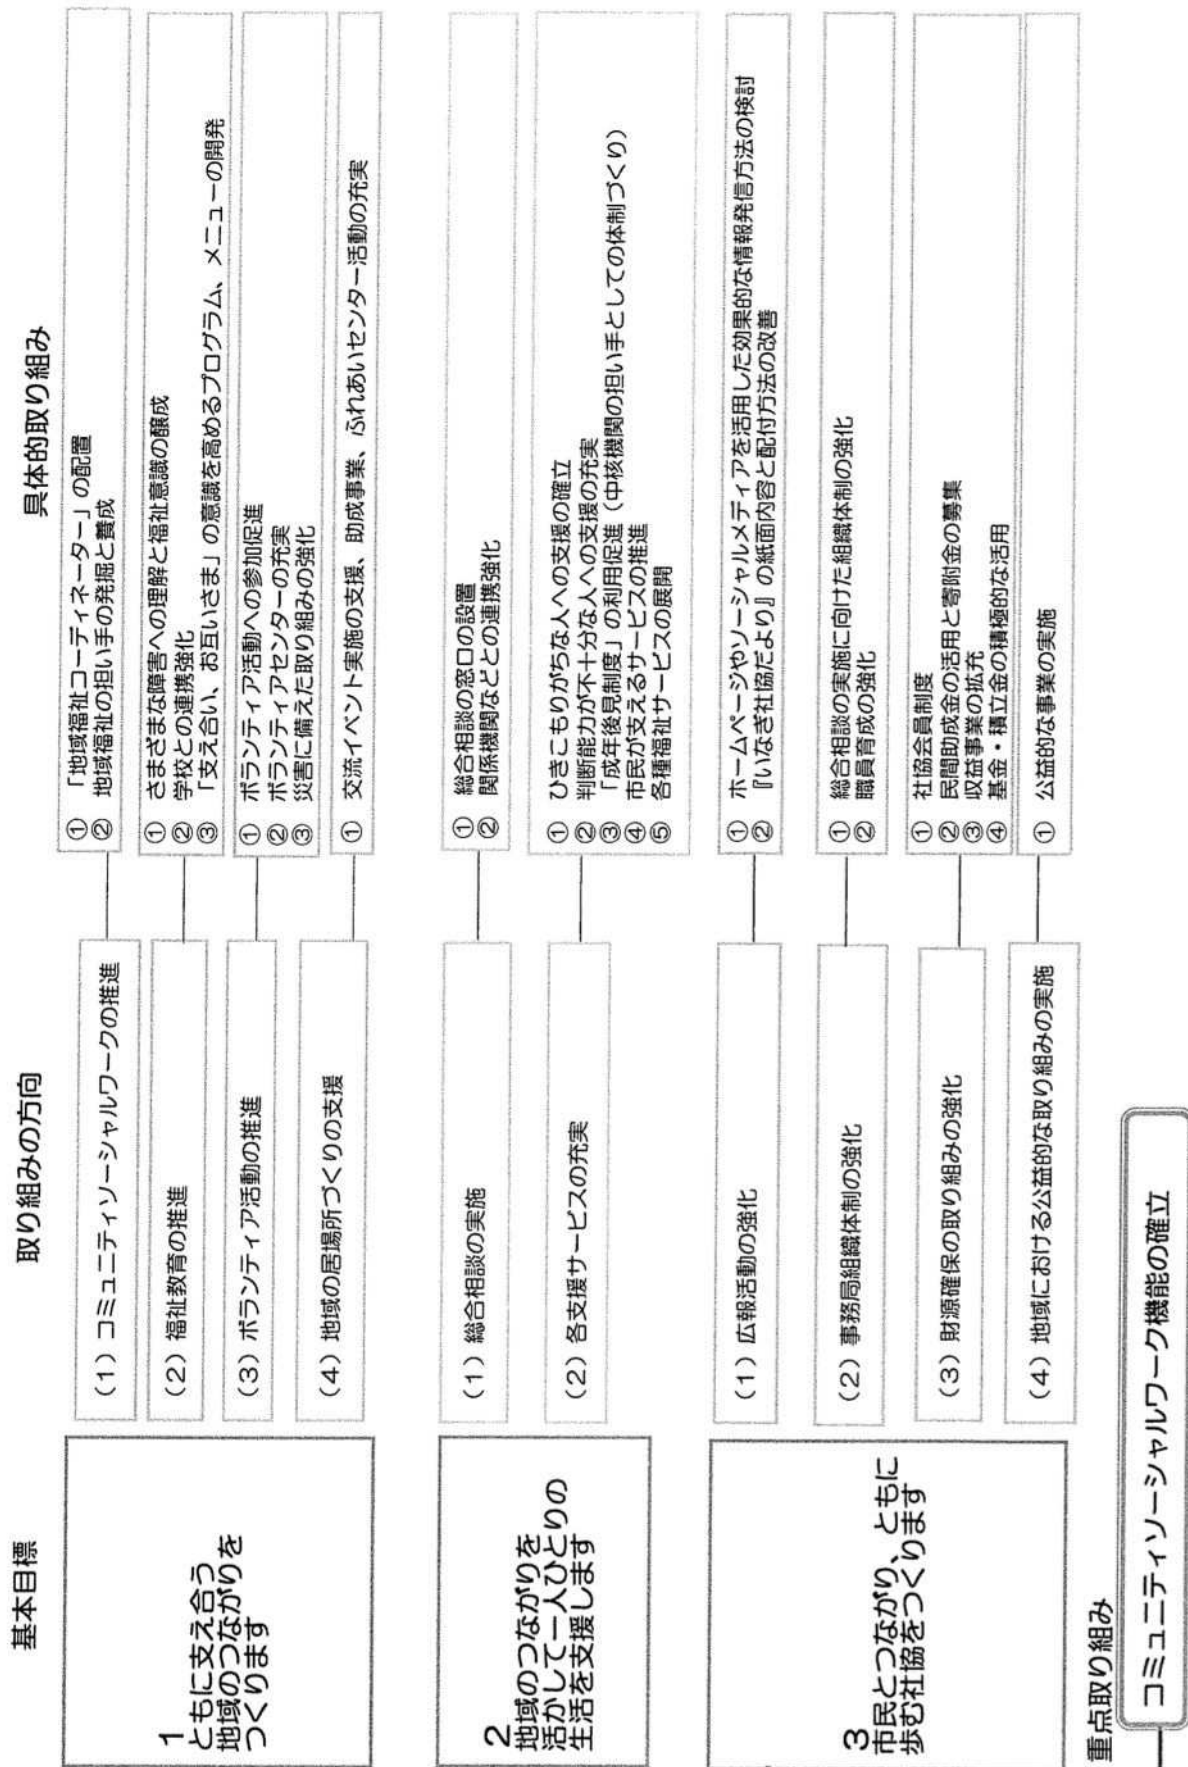 基本目標
取り組みの方向
具体的取り組み
1
ともに支え合う
地域のつながりを
つくります
(1) コミュニティソーシャルワークの推進
① 「地域福祉コーディネーター」の配置
② 地域福祉の担い手の発掘と養成
(2) 福祉教育の推進
① さまざまな障害への理解と福祉意識の醸成
② 学校との連携強化
③ 「支え合い、お互いさま」の意識を高めるプログラム、メニューの開発
(3) ボランティア活動の推進
① ボランティア活動への参加促進
② ボランティアセンターの充実
③ 災害に備えた取り組みの強化
(4) 地域の居場所づくりの支援
① 交流イベント実施の支援、助成事業、ふれあいセンター活動の充実
2
地域のつながりを
活かして一人ひとりの
生活を支援します
(1) 総合相談の実施
① 総合相談の窓口の設置
② 関係機関などとの連携強化
(2) 各支援サービスの充実
① ひきこもりがちな人への支援の確立
② 判断能力が不十分な人への支援の充実
③ 「成年後見制度」の利用促進(中核機関の担い手としての体制づくり)
④ 市民が支えるサービスの推進
⑤ 各種福祉サービスの展開
3
市民とつながり、ともに
歩む社協をつくります
(1) 広報活動の強化
① ホームページやソーシャルメディアを活用した効果的な情報発信方法の検討
② 『いなぎ社協だより』の紙面内容と配付方法の改善
(2) 事務局組織体制の強化
① 総合相談の実施に向けた組織体制の強化
② 職員育成の強化
(3) 財源確保の取り組みの強化
① 社協会員制度
② 民間助成金の活用と寄附金の募集
③ 収益事業の拡充
④ 基金・積立金の積極的な活用
(4) 地域における公益的な取り組みの実施
① 公益的な事業の実施
重点取り組み
コミュニティソーシャルワーク機能の確立